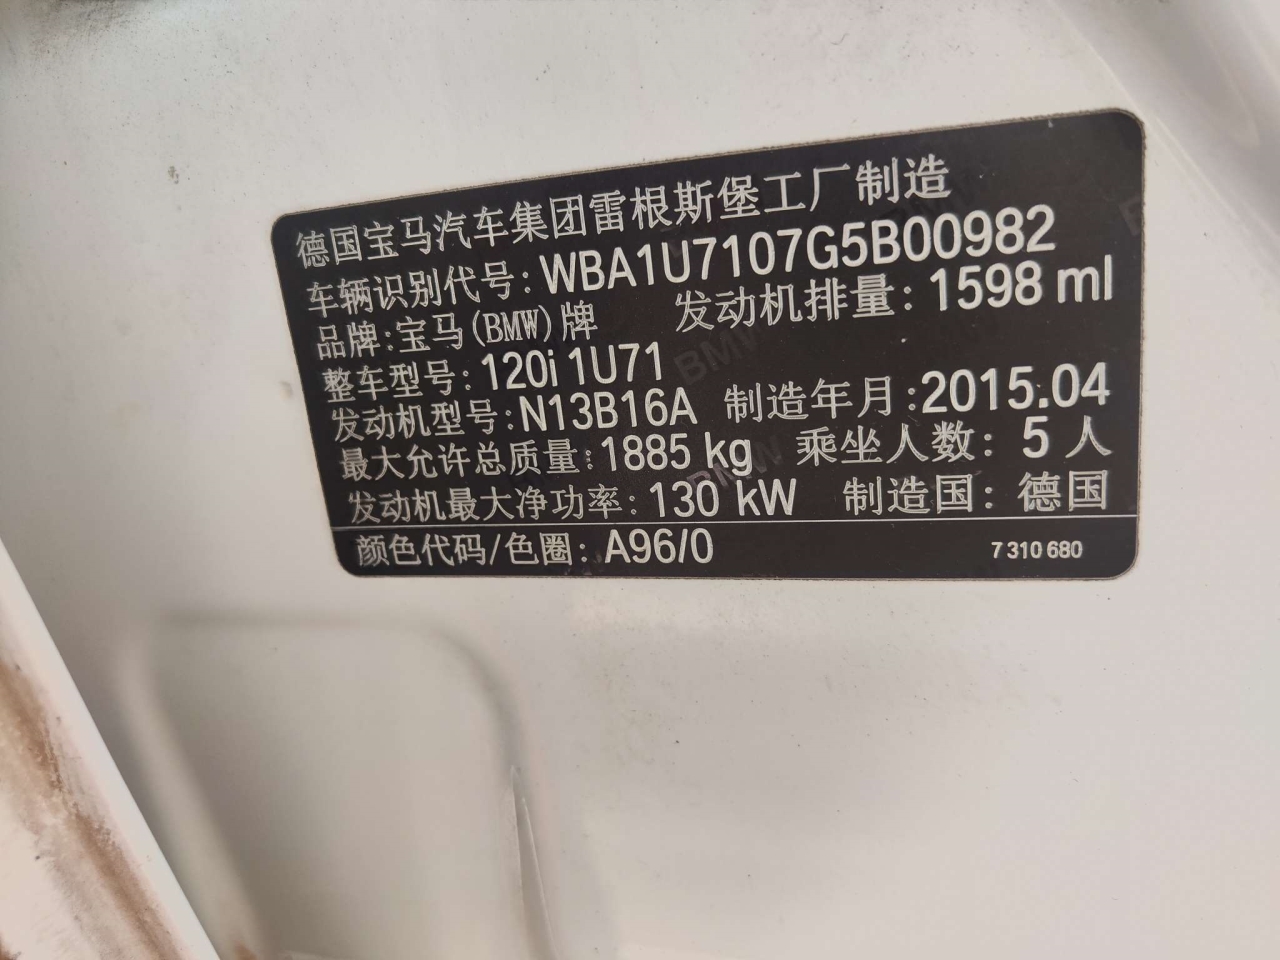 德国宝马汽车集团雷根斯堡工厂制造
车辆识别代号: WBA1U7107G5B00982
品牌:宝马(BMW)牌 发动机排量: 1598 ml
整车型号: 120i 1U71
发动机型号: N13B16A 制造年月: 2015.04
最大允许总质量: 1885 kg 乘坐人数: 5 人
发动机最大净功率: 130 kW 制造国: 德国
颜色代码/色圈: A96/0 7 310 680